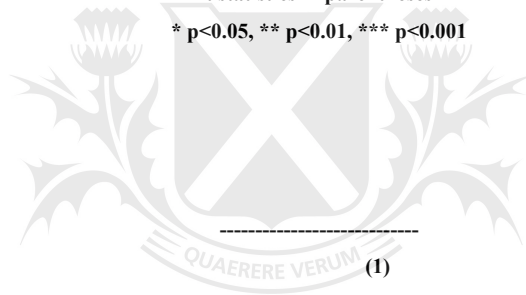 * p<0.05, ** p<0.01, *** p<0.001
----------------------------
QUAERERE VERUM
(1)